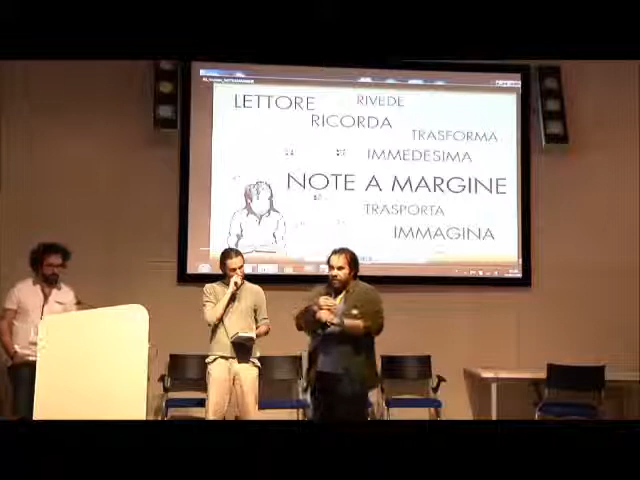 LETTORE
RIVEDE
RICORDA
TRASFORMA
IMMEDESIMA
NOTE A MARGINE
TRASPORTA
IMMAGINA